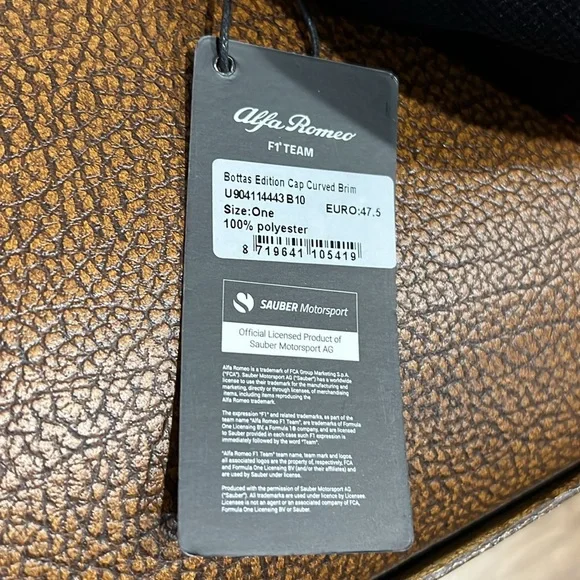 Alfa Romeo
F1® TEAM
Bottas Edition Cap Curved Brim
U904114443 B10
Size:One EURO:47.5
100% polyester
8 719641 105419
SAUBER Motorsport
Official Licensed Product of
Sauber Motorsport AG
Alfa Romeo is a trademark of FCA Group Marketing S.p.A.
("FCA"). Sauber Motorsport AG ("Sauber") has a worldwide
license to use their trademark for the manufacturing and
marketing, directly or through licenses, of merchandising
items, including items reproducing the
Alfa Romeo trademark.
The expression "F1" and related trademarks, as part of the
team name "Alfa Romeo F1 Team", are trademarks of Formula
One Licensing BV, a Formula 1® company, and are licensed
to Sauber provided in each case such F1 expression is
immediately followed by the word "Team".
"Alfa Romeo F1 Team" team name, team mark and logos,
all associated logos are the property of, respectively, FCA
and Formula One Licensing BV (and/or their affiliates) and
are used by Sauber under license.
Produced with the permission of Sauber Motorsport AG
("Sauber"). All trademarks are used under licence by Licensee.
Licensee is not an agent or an associated company of FCA,
Formula One Licensing BV or Sauber.